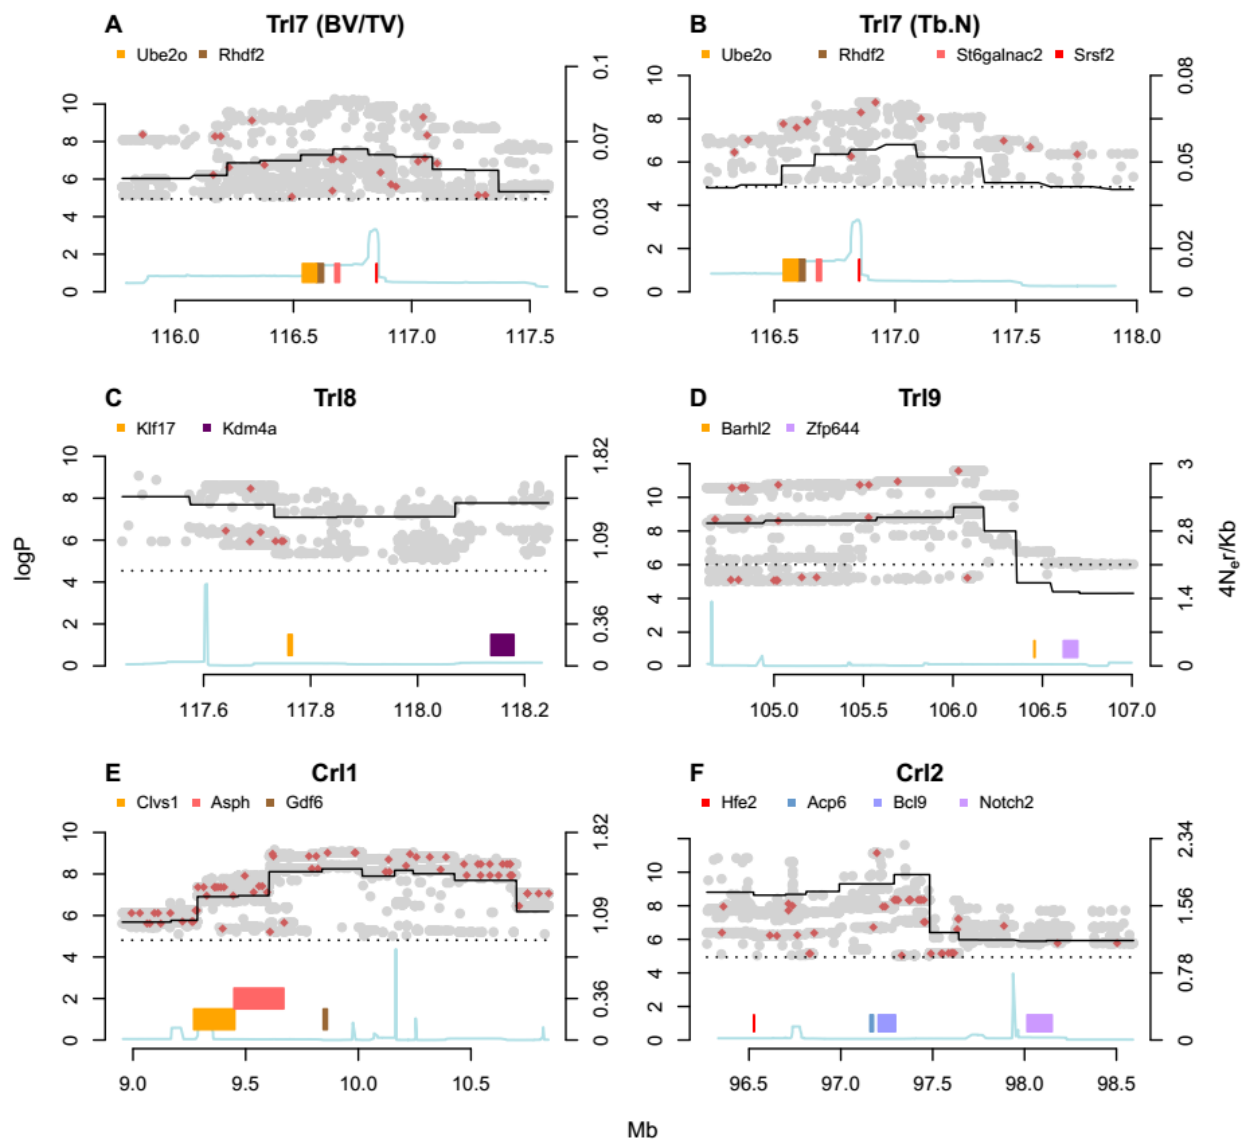 A Trl7 (BV/TV)
Ube2o Rhdf2
10
8
6
4
2
0
0.1
0.07
0.03
0
116.0 116.5 117.0 117.5
B Trl7 (Tb.N)
Ube2o Rhdf2 St6galnac2 Srsf2
10
8
6
4
2
0
0.08
0.05
0.02
0
116.5 117.0 117.5 118.0
C Trl8
Klf17 Kdm4a
10
8
6
4
2
0
1.82
1.09
0.36
0
117.6 117.8 118.0 118.2
D Trl9
Barhl2 Zfp644
10
8
6
4
2
0
3
2.8
1.4
0
105.0 105.5 106.0 106.5 107.0
logP
4Nₑr/Kb
E Crl1
Clvs1 Asph Gdf6
10
8
6
4
2
0
1.82
1.09
0.36
0
9.0 9.5 10.0 10.5
F Crl2
Hfe2 Acp6 Bcl9 Notch2
10
8
6
4
2
0
2.34
1.56
0.78
0
96.5 97.0 97.5 98.0 98.5
Mb